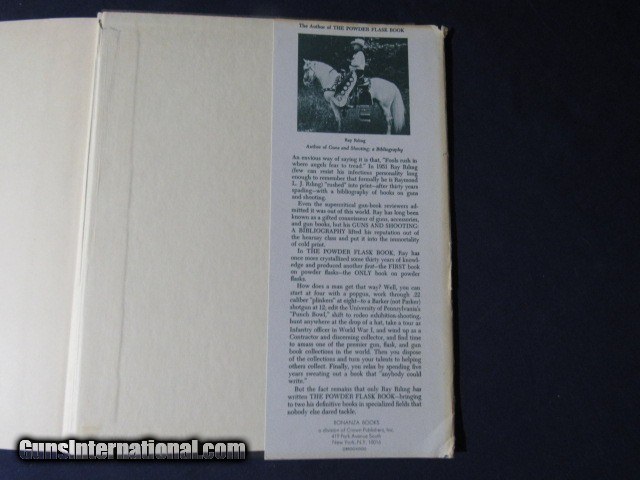 The Author of THE POWDER FLASK BOOK
Ray Riling
Author of Guns and Shooting, a Bibliography
An envious way of saying it is that, "Fools rush in
where angels fear to tread." In 1951 Ray Riling
(few can resist his infectious personality long
enough to remember that formally he is Raymond
L. J. Riling) "rushed" into print—after thirty years
spading—with a bibliography of books on guns
and shooting.
Even the supercritical gun-book reviewers ad-
mitted it was out of this world. Ray has long been
known as a gifted connoisseur of guns, accessories,
and gun books, but his GUNS AND SHOOTING:
A BIBLIOGRAPHY lifted his reputation out of
the hearsay class and put it into the immortality
of cold print.
In THE POWDER FLASK BOOK, Ray has
once more crystallized some thirty years of knowl-
edge and produced another first—the FIRST book
on powder flasks—the ONLY book on powder
flasks.
How does a man get that way? Well, you can
start at four with a popgun, work through .22
caliber "plinkers" at eight—to a Barker (not Parker)
shotgun at 12; edit the University of Pennsylvania's
"Punch Bowl," shift to rodeo exhibition-shooting,
hunt anywhere at the drop of a hat, take a tour as
Infantry officer in World War I, and wind up as a
Contractor and discerning collector, and find time
to amass one of the premier gun, flask, and gun
book collections in the world. Then you dispose
of the collections and turn your talents to helping
others collect. Finally, you relax by spending five
years sweating out a book that "anybody could
write."
But the fact remains that only Ray Riling has
written THE POWDER FLASK BOOK—bringing
to two his definitive books in specialized fields that
nobody else dared tackle.
BONANZA BOOKS
a division of Crown Publishers, Inc.
419 Park Avenue South
New York, N.Y. 10016
GunsInternational.com